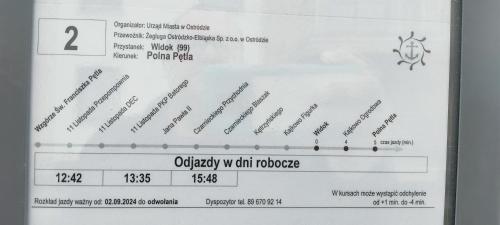 2
Organizator: Urząd Miasta w Ostródzie
Przewoźnik: Żegluga Ostródzko-Elbląska Sp. z o.o. w Ostródzie
Przystanek: Widok (99)
Kierunek: Polna Pętla
Wzgórze Św. Franciszka Pętla
11 Listopada Przepompownia
11 Listopada DEC
11 Listopada PKP Batorego
Jana Pawła II
Czarnieckiego Przychodnia
Czarnieckiego Blaszak
Kętrzyńskiego
Kajkowo Figurka
Widok
Kajkowo Ogrodowa
Polna Pętla
0 4 5 czas jazdy (min.)
Odjazdy w dni robocze
12:42 13:35 15:48
W kursach może wystąpić odchylenie
Rozkład jazdy ważny od: 02.09.2024 do odwołania Dyspozytor tel. 89 670 92 14 od +1 min. do -4 min.